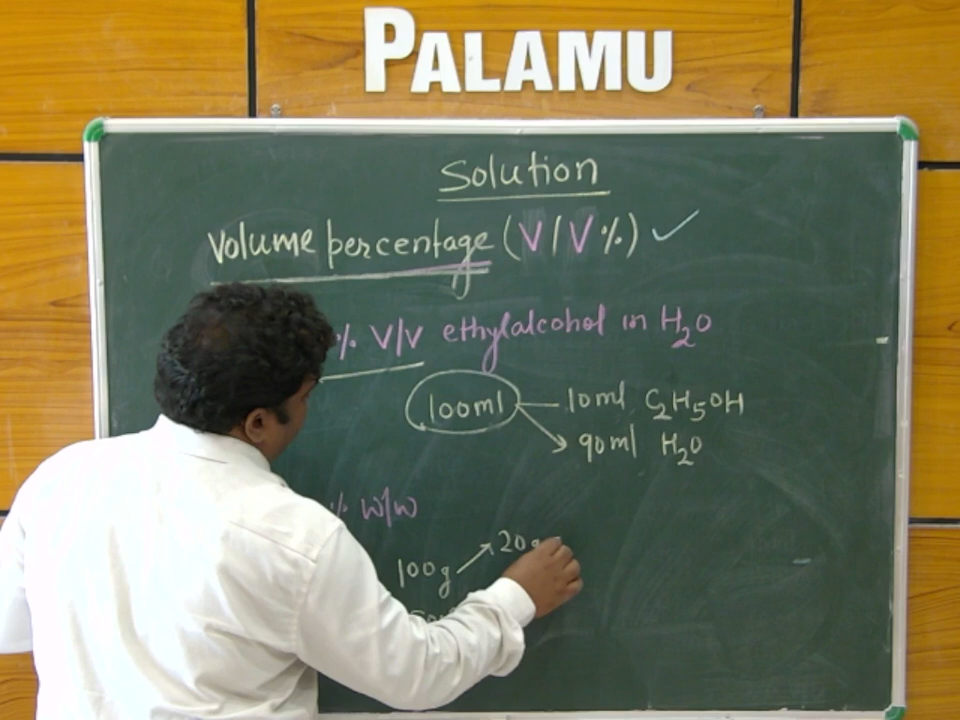 PALAMU
Solution
Volume percentage (V/V %) ✓
% V/V ethylalcohol in H₂O
100ml — 10ml C₂H₅OH
→ 90ml H₂O
% W/W
100g → 20g